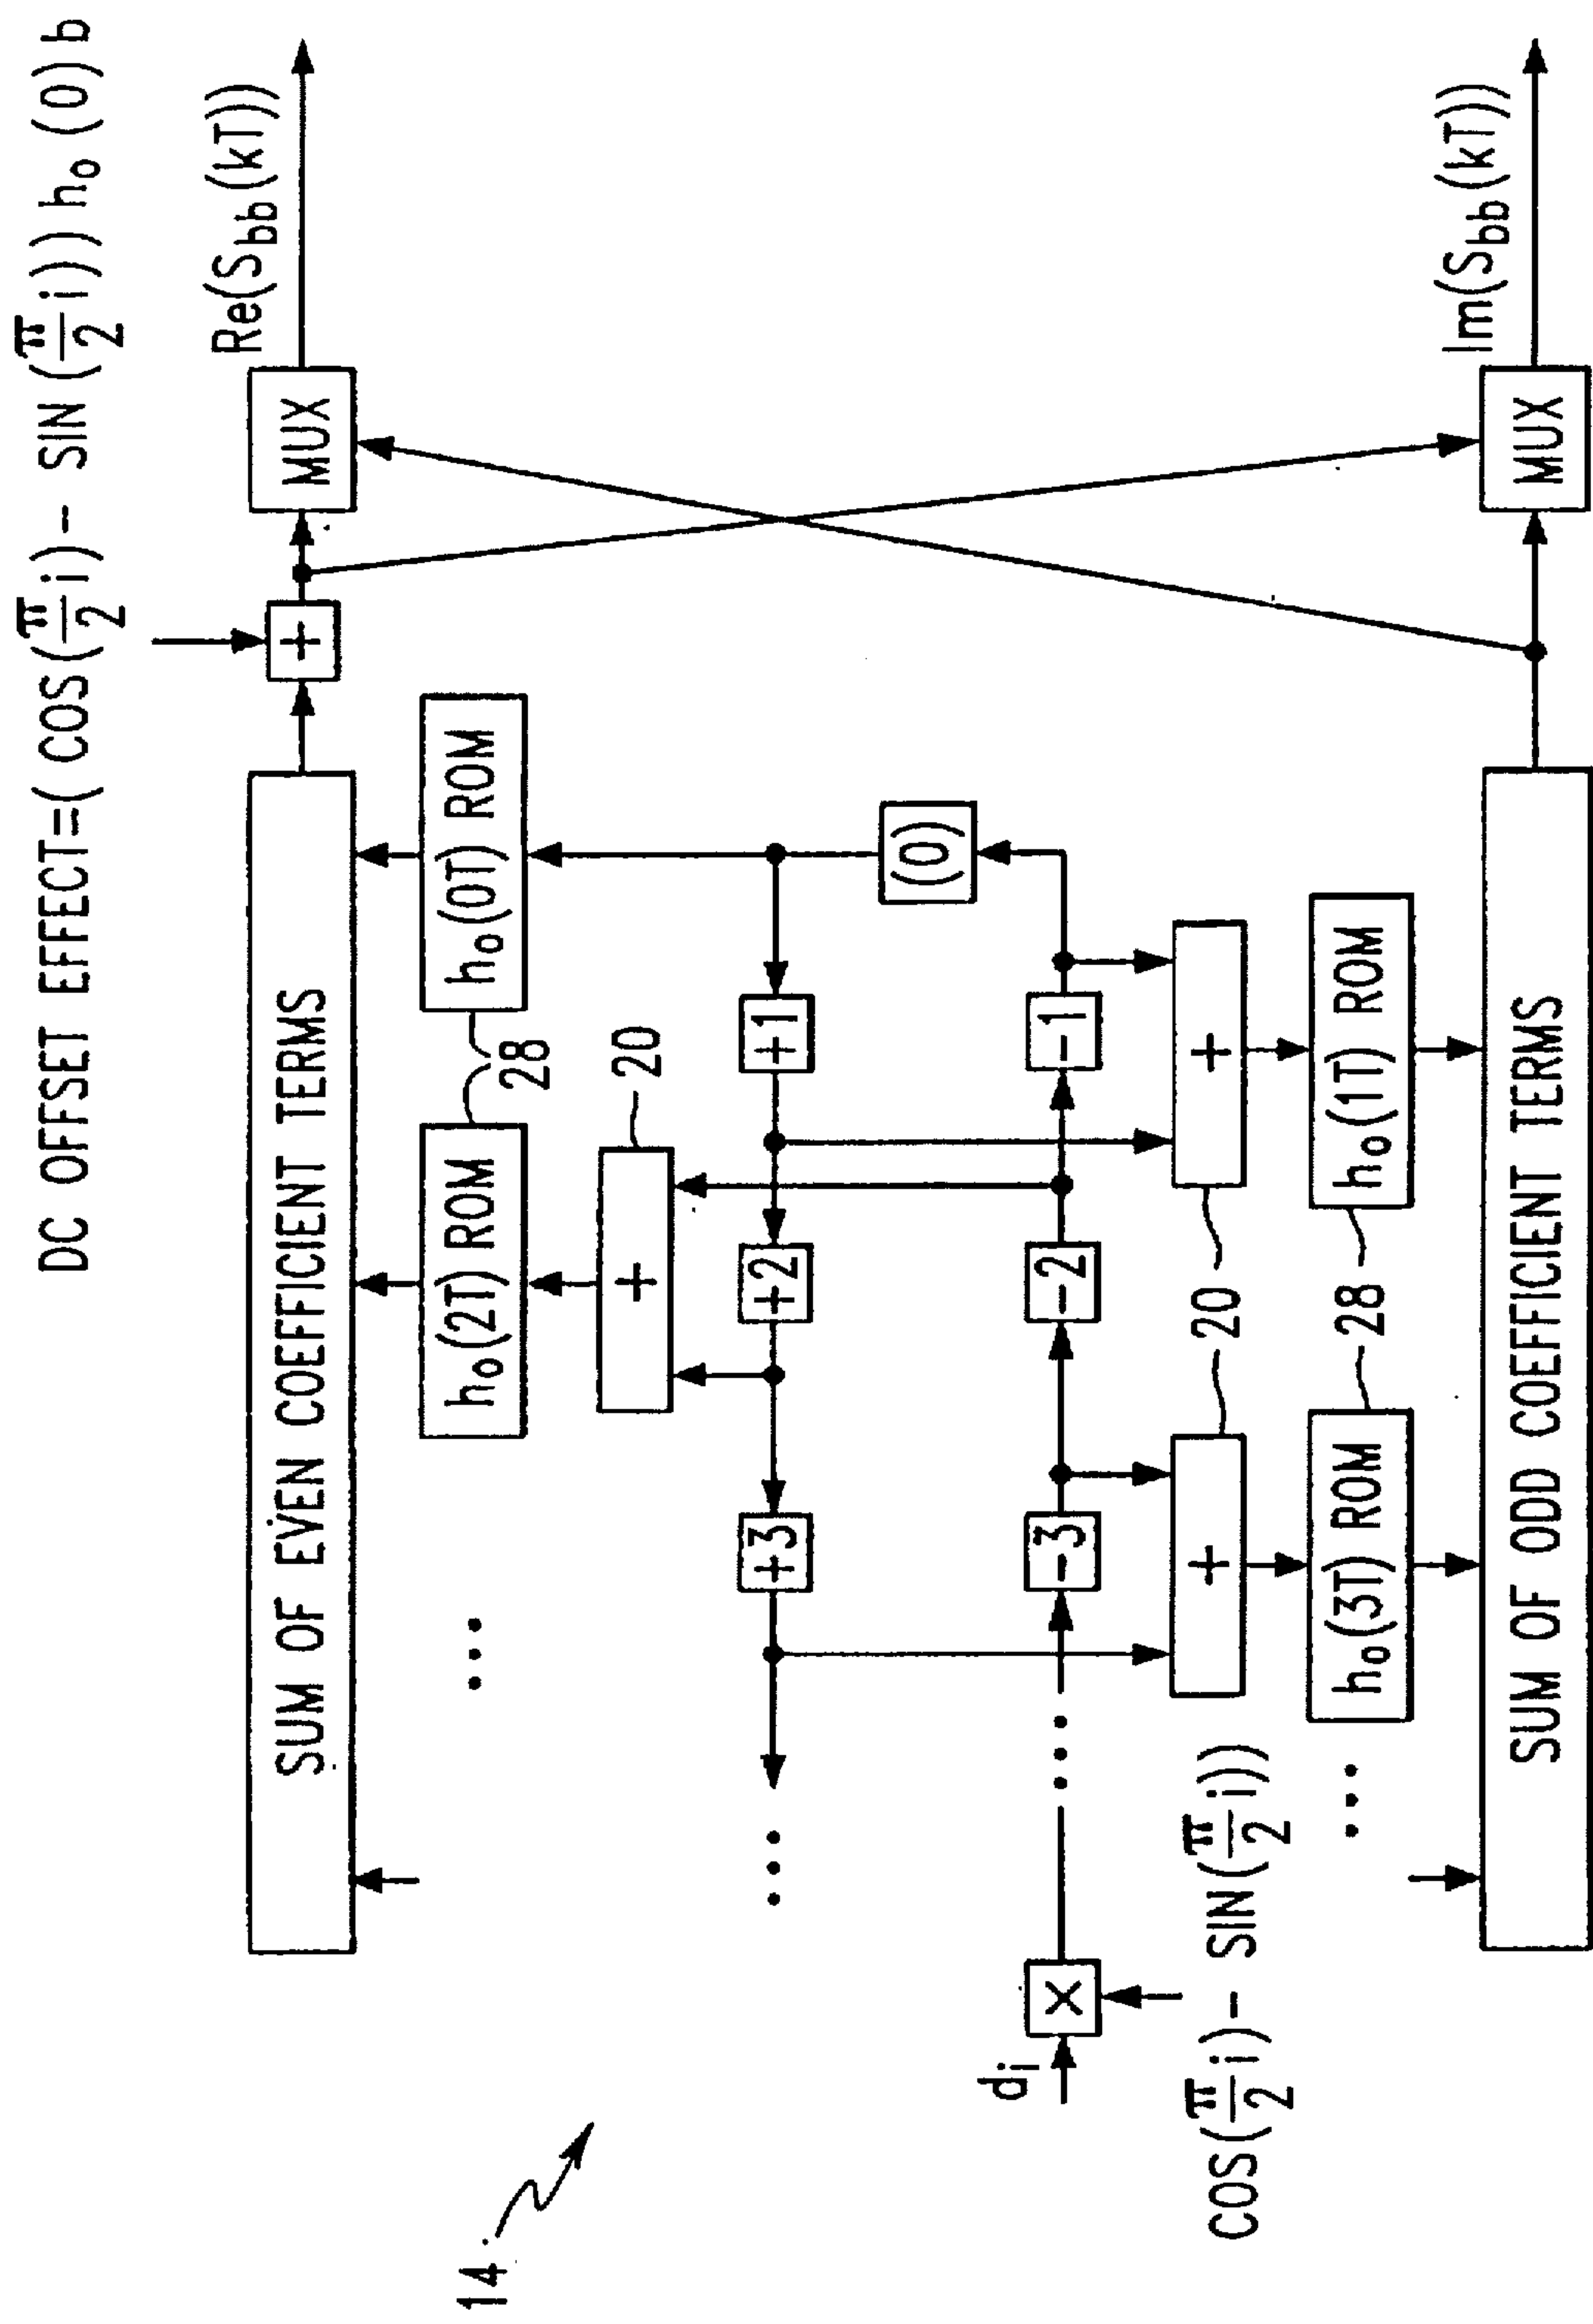 DC OFFSET EFFECT=( COS(π/2 i)- SIN (π/2 i)) h₀ (0) b
SUM OF EVEN COEFFICIENT TERMS
+
MUX
Re(S_bb(kT))
h₀(2T) ROM
h₀(0T) ROM
28
+
20
+3
+2
+1
(0)
d_i
X
-3
-2
-1
COS(π/2 i)- SIN(π/2 i))
+
20
+
h₀(3T) ROM
28
h₀(1T) ROM
SUM OF ODD COEFFICIENT TERMS
MUX
Im(S_bb(kT))
14